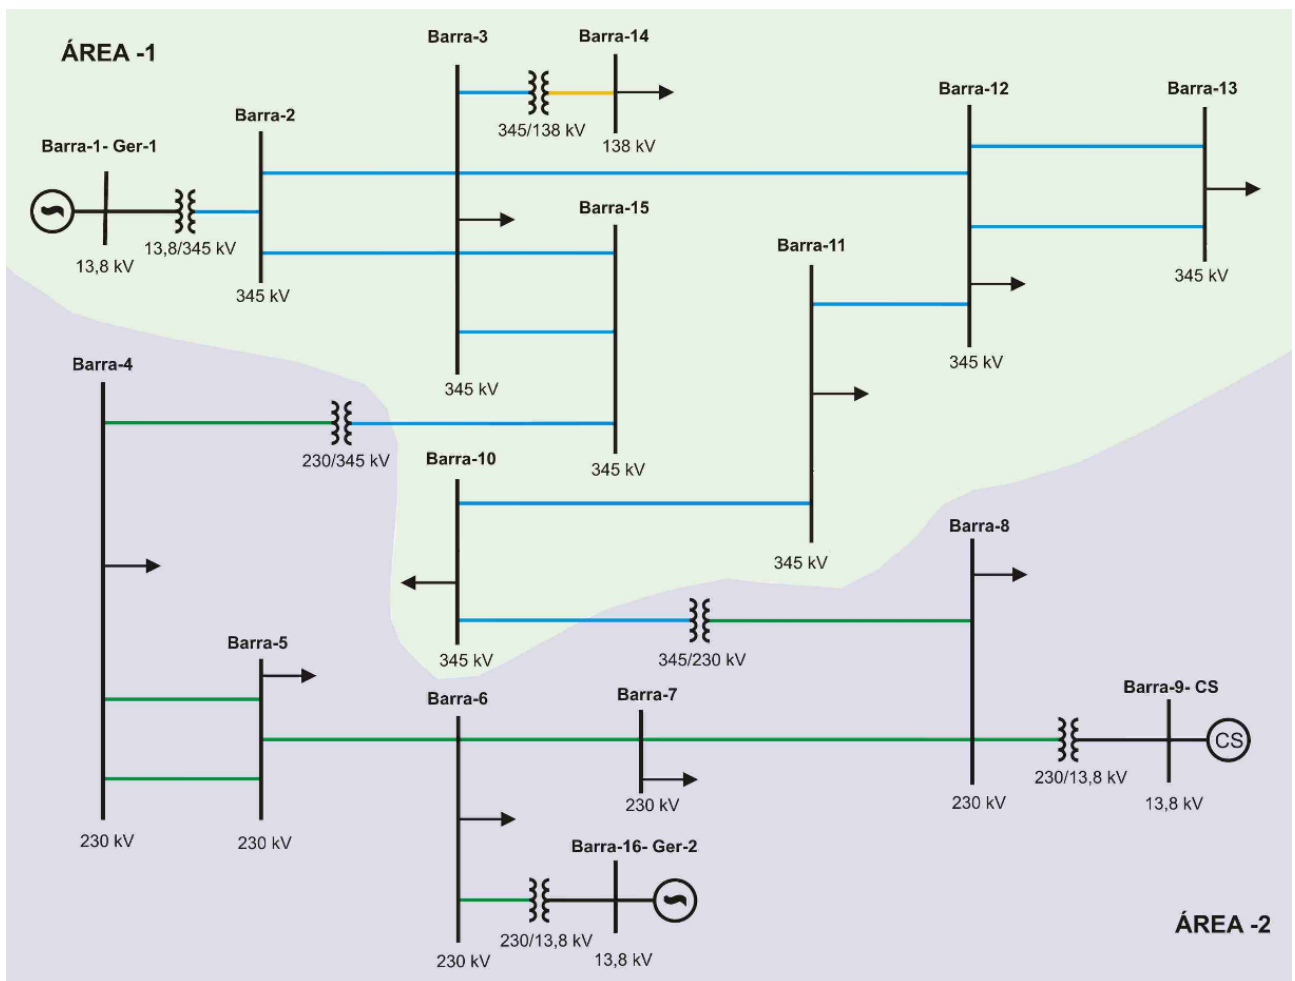 ÁREA -1
Barra-3
Barra-14
Barra-12
Barra-13
Barra-2
345/138 kV
138 kV
Barra-1- Ger-1
Barra-15
13,8/345 kV
13,8 kV
Barra-11
345 kV
345 kV
345 kV
Barra-4
345 kV
230/345 kV
Barra-10
345 kV
Barra-8
345 kV
Barra-5
345 kV
345/230 kV
Barra-6
Barra-7
Barra-9- CS
CS
230/13,8 kV
230 kV
230 kV
13,8 kV
230 kV
230 kV
Barra-16- Ger-2
ÁREA -2
230/13,8 kV
230 kV
13,8 kV